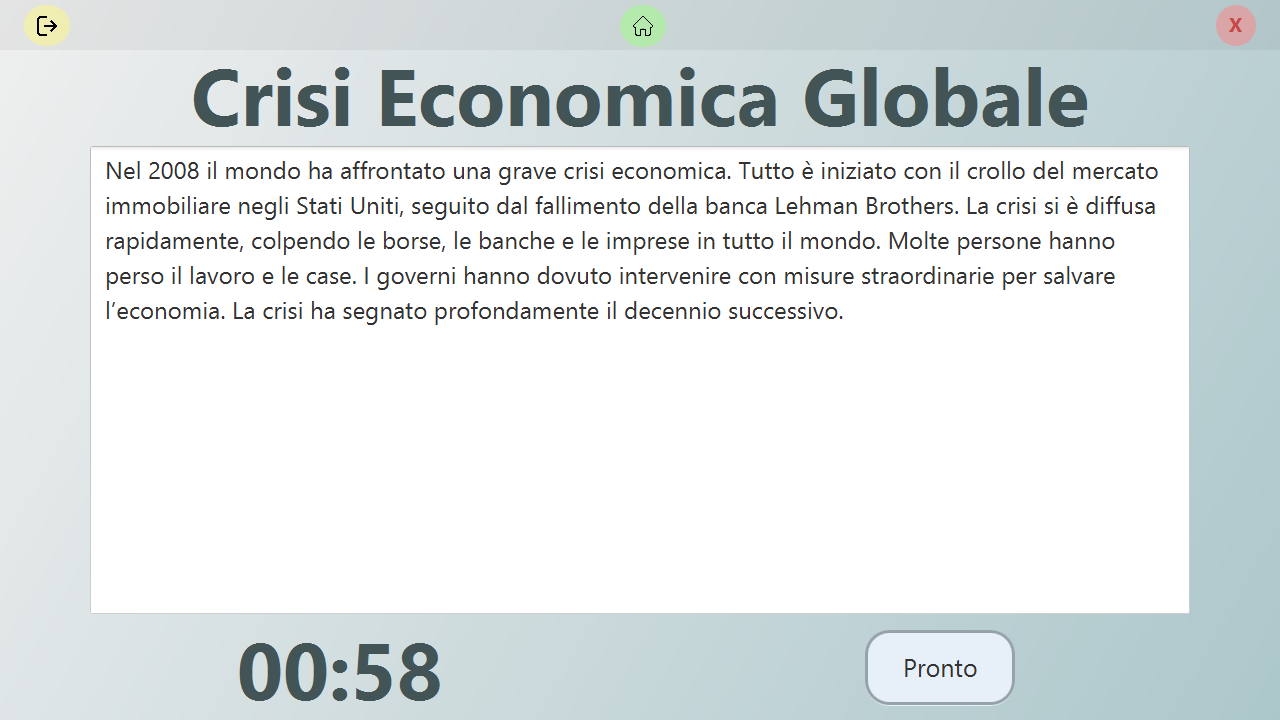 X
Crisi Economica Globale
Nel 2008 il mondo ha affrontato una grave crisi economica. Tutto è iniziato con il crollo del mercato
immobiliare negli Stati Uniti, seguito dal fallimento della banca Lehman Brothers. La crisi si è diffusa
rapidamente, colpendo le borse, le banche e le imprese in tutto il mondo. Molte persone hanno
perso il lavoro e le case. I governi hanno dovuto intervenire con misure straordinarie per salvare
l’economia. La crisi ha segnato profondamente il decennio successivo.
00:58
Pronto